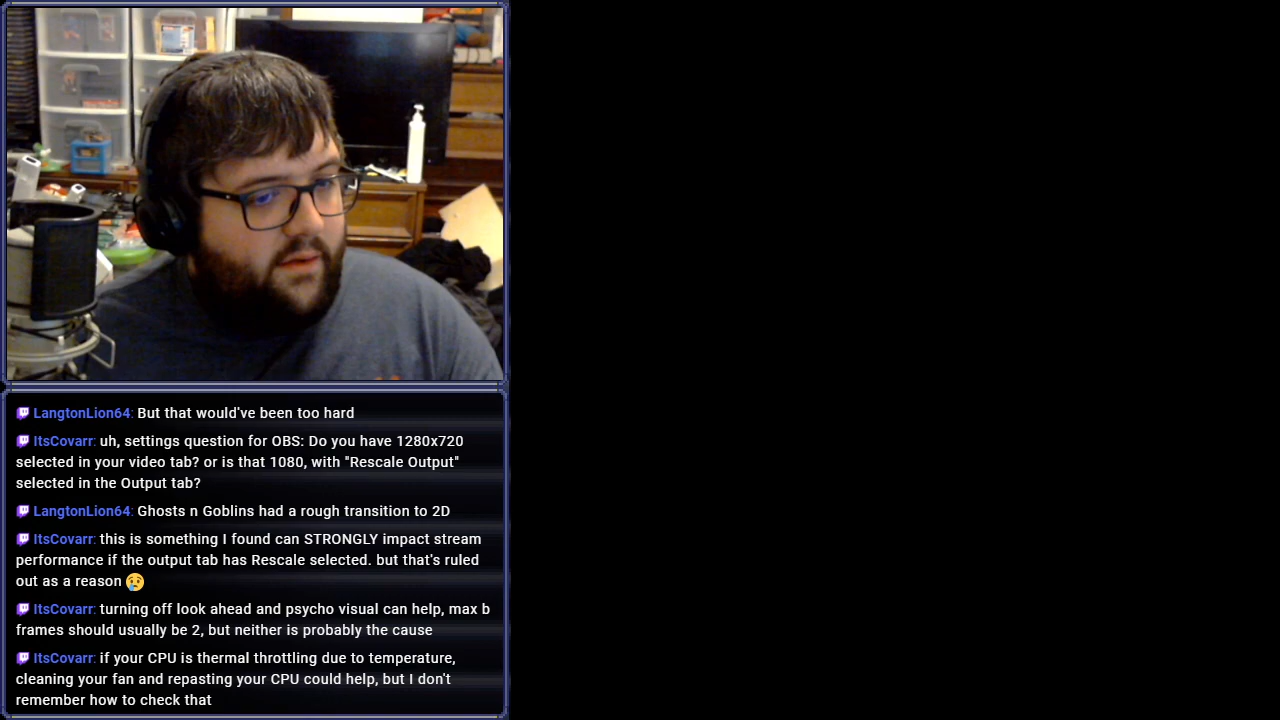 LangtonLion64: But that would've been too hard
ItsCovarr: uh, settings question for OBS: Do you have 1280x720
selected in your video tab? or is that 1080, with "Rescale Output"
selected in the Output tab?
LangtonLion64: Ghosts n Goblins had a rough transition to 2D
ItsCovarr: this is something I found can STRONGLY impact stream
performance if the output tab has Rescale selected. but that's ruled
out as a reason 😢
ItsCovarr: turning off look ahead and psycho visual can help, max b
frames should usually be 2, but neither is probably the cause
ItsCovarr: if your CPU is thermal throttling due to temperature,
cleaning your fan and repasting your CPU could help, but I don't
remember how to check that